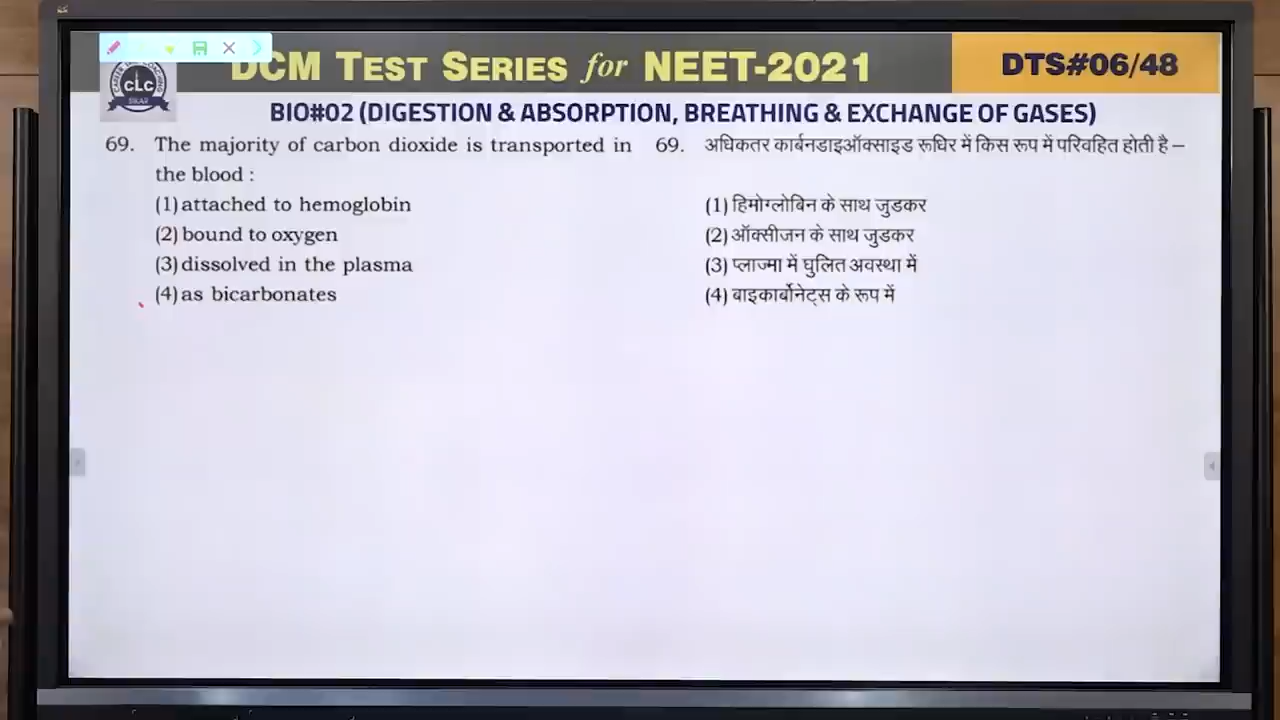 DCM TEST SERIES for NEET-2021
DTS#06/48
CLC
SIKAR
BIO#02 (DIGESTION & ABSORPTION, BREATHING & EXCHANGE OF GASES)
69. The majority of carbon dioxide is transported in
the blood :
(1) attached to hemoglobin
(2) bound to oxygen
(3) dissolved in the plasma
(4) as bicarbonates
69. अधिकतर कार्बनडाइऑक्साइड रूधिर में किस रूप में परिवहित होती है –
(1) हिमोग्लोबिन के साथ जुडकर
(2) ऑक्सीजन के साथ जुडकर
(3) प्लाज्मा में घुलित अवस्था में
(4) बाइकार्बोनेट्स के रूप में